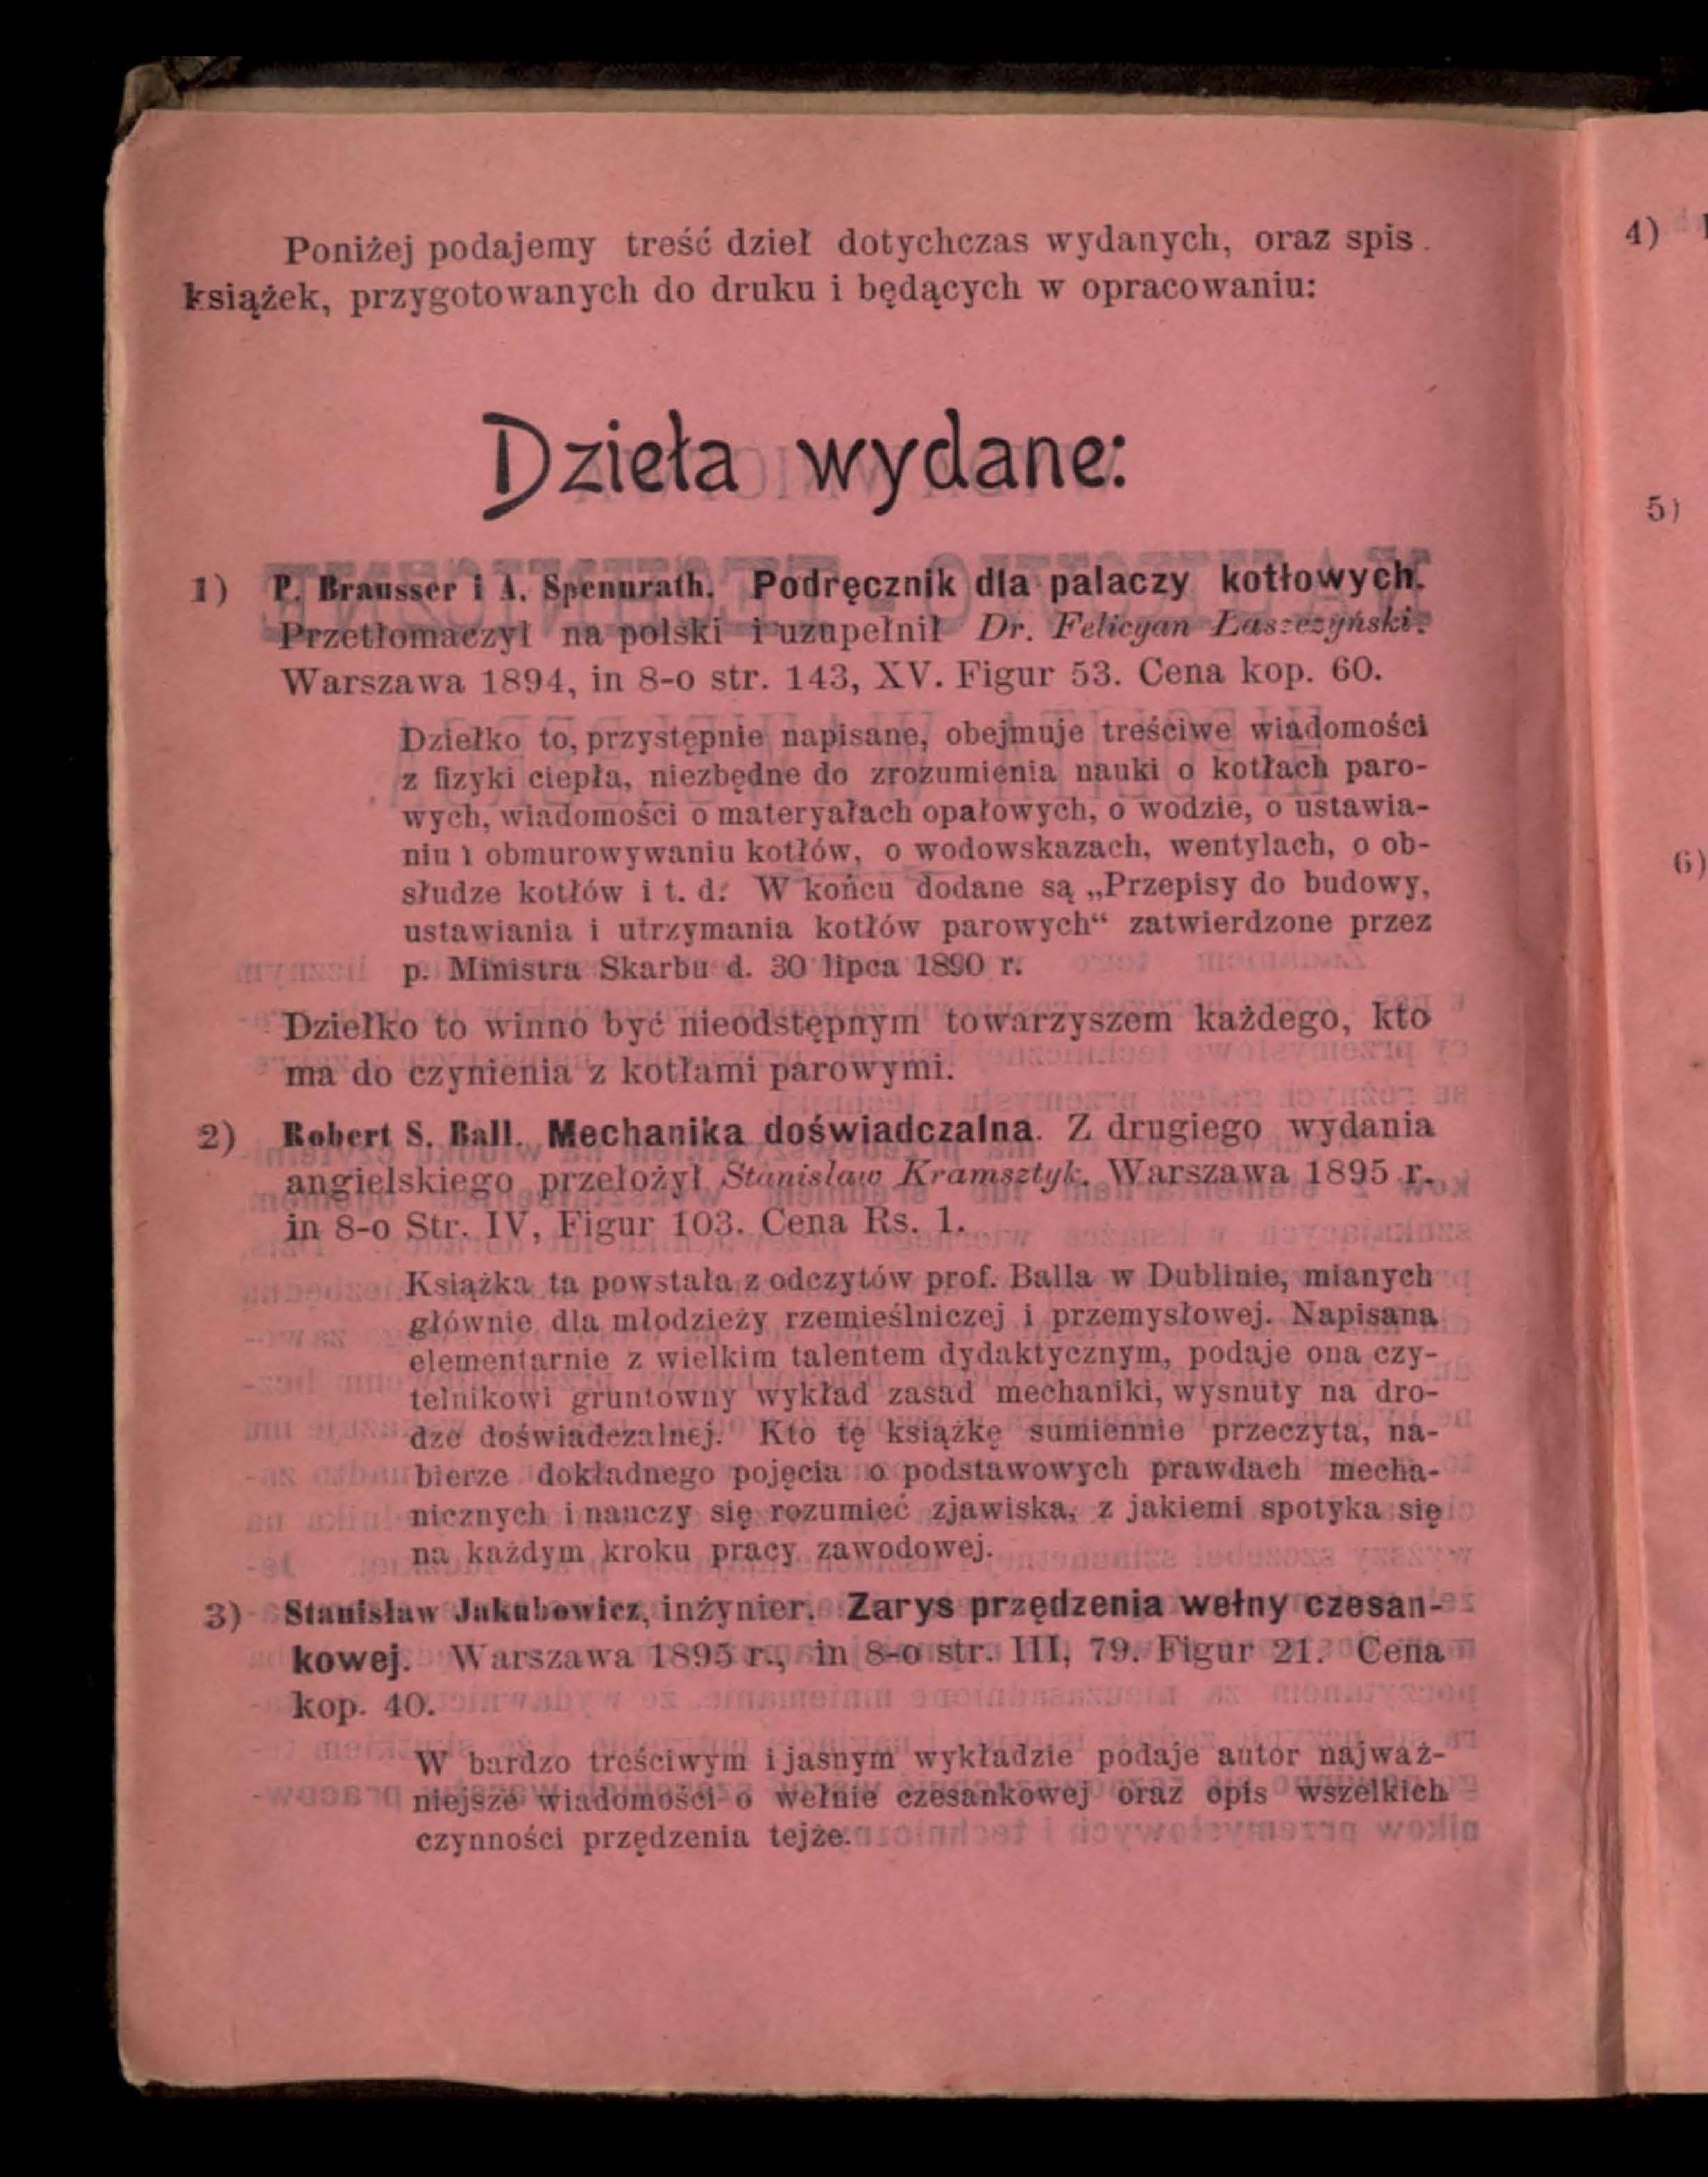 Poniżej podajemy treść dzieł dotychczas wydanych, oraz spis
książek, przygotowanych do druku i będących w opracowaniu:
Dzieła wydane:
1) P. Brausser i A. Spennrath. Podręcznik dla palaczy kotłowych.
Przetłomaczył na polski i uzupełnił Dr. Felicyan Łaszczyński.
Warszawa 1894, in 8-o str. 143, XV. Figur 53. Cena kop. 60.
Dziełko to, przystępnie napisane, obejmuje treściwe wiadomości
z fizyki ciepła, niezbędne do zrozumienia nauki o kotłach paro-
wych, wiadomości o materyałach opałowych, o wodzie, o ustawia-
niu i obmurowywaniu kotłów, o wodowskazach, wentylach, o ob-
słudze kotłów i t. d. W końcu dodane są „Przepisy do budowy,
ustawiania i utrzymania kotłów parowych“ zatwierdzone przez
p. Ministra Skarbu d. 30 lipca 1890 r.
Dziełko to winno być nieodstępnym towarzyszem każdego, kto
ma do czynienia z kotłami parowymi.
2) Robert S. Ball. Mechanika doświadczalna. Z drugiego wydania
angielskiego przełożył Stanisław Kramsztyk. Warszawa 1895 r.
in 8-o Str. IV, Figur 103. Cena Rs. 1.
Książka ta powstała z odczytów prof. Balla w Dublinie, mianych
głównie dla młodzieży rzemieślniczej i przemysłowej. Napisana
elementarnie z wielkim talentem dydaktycznym, podaje ona czy-
telnikowi gruntowny wykład zasad mechaniki, wysnuty na dro-
dze doświadczalnej. Kto tę książkę sumiennie przeczyta, na-
bierze dokładnego pojęcia o podstawowych prawdach mecha-
nicznych i nauczy się rozumieć zjawiska, z jakiemi spotyka się
na każdym kroku pracy zawodowej.
3) Stanisław Jakubowicz, inżynier. Zarys przędzenia wełny czesan-
kowej. Warszawa 1895 r., in 8-o str. III, 79. Figur 21. Cena
kop. 40.
W bardzo treściwym i jasnym wykładzie podaje autor najważ-
niejsze wiadomości o wełnie czesankowej oraz opis wszelkich
czynności przędzenia tejże.
4)
5)
6)